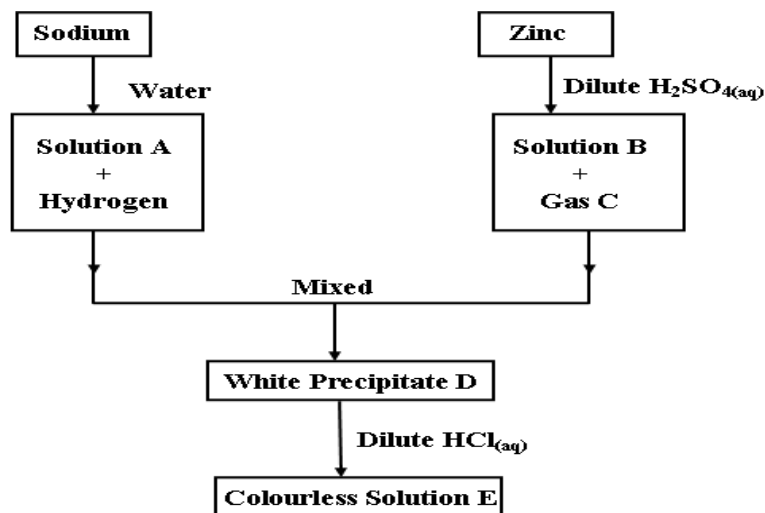 Sodium
Zinc
Water
Dilute H₂SO₄(aq)
Solution A
+
Hydrogen
Solution B
+
Gas C
Mixed
White Precipitate D
Dilute HCl(aq)
Colourless Solution E